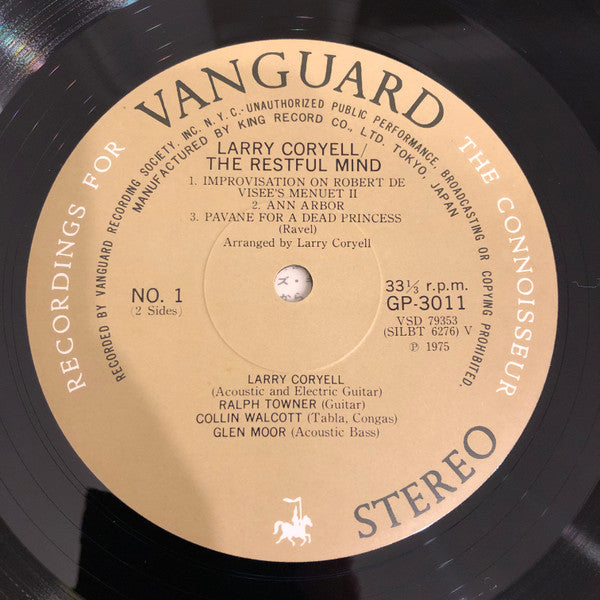 RECORDINGS FOR
VANGUARD
THE CONNOISSEUR
RECORDED BY VANGUARD RECORDING SOCIETY, INC. N.Y.C.·UNAUTHORIZED PUBLIC PERFORMANCE, BROADCASTING OR COPYING PROHIBITED.
MANUFACTURED BY KING RECORD CO., LTD. TOKYO, JAPAN
LARRY CORYELL/
THE RESTFUL MIND
1. IMPROVISATION ON ROBERT DE
VISEE'S MENUET II
2. ANN ARBOR
3. PAVANE FOR A DEAD PRINCESS
(Ravel)
Arranged by Larry Coryell
NO. 1
(2 Sides)
33⅓ r.p.m.
GP-3011
VSD 79353
(SILBT 6276) V
Ⓟ 1975
LARRY CORYELL
(Acoustic and Electric Guitar)
RALPH TOWNER (Guitar)
COLLIN WALCOTT (Tabla, Congas)
GLEN MOOR (Acoustic Bass)
STEREO